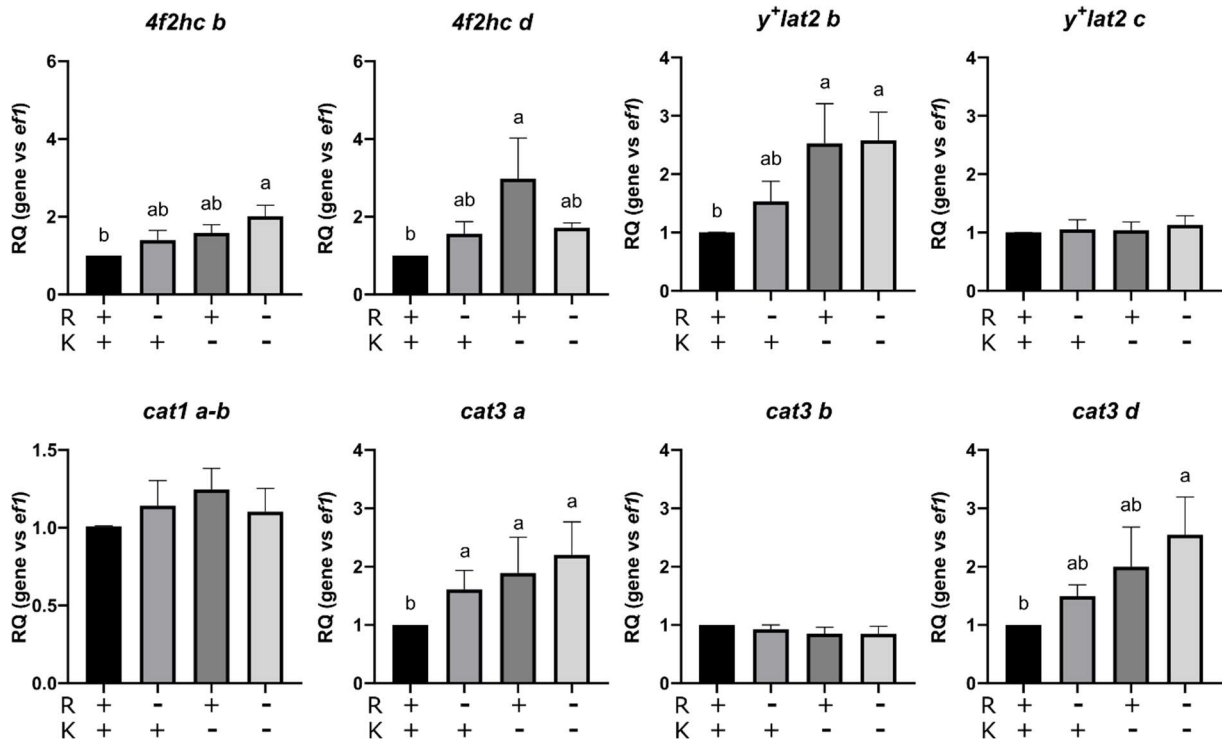 4f2hc b
RQ (gene vs ef1)
6
4
2
0
b
ab
ab
a
R + - + -
K + + - -
4f2hc d
RQ (gene vs ef1)
6
4
2
0
b
ab
a
ab
R + - + -
K + + - -
y⁺lat2 b
RQ (gene vs ef1)
4
3
2
1
0
b
ab
a
a
R + - + -
K + + - -
y⁺lat2 c
RQ (gene vs ef1)
4
3
2
1
0
R + - + -
K + + - -
cat1 a-b
RQ (gene vs ef1)
1.5
1.0
0.5
0.0
R + - + -
K + + - -
cat3 a
RQ (gene vs ef1)
4
3
2
1
0
b
a
a
a
R + - + -
K + + - -
cat3 b
RQ (gene vs ef1)
4
3
2
1
0
R + - + -
K + + - -
cat3 d
RQ (gene vs ef1)
4
3
2
1
0
b
ab
ab
a
R + - + -
K + + - -